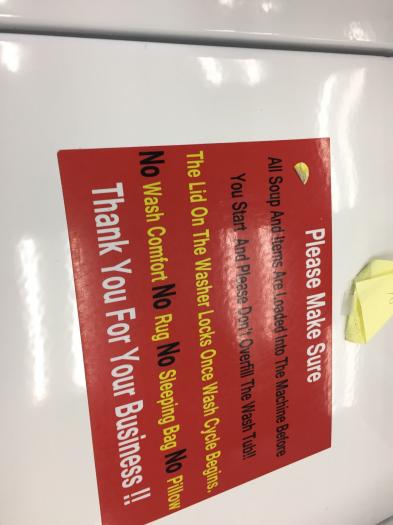 Please Make Sure
All Soup And Items Are Loaded Into The Machine Before
You Start And Please Don't Overfill The Wash Tub!!
The Lid On The Washer Locks Once Wash Cycle Begins.
No Wash Comfort No Rug No Sleeping Bag No Pillow
Thank You For Your Business !!